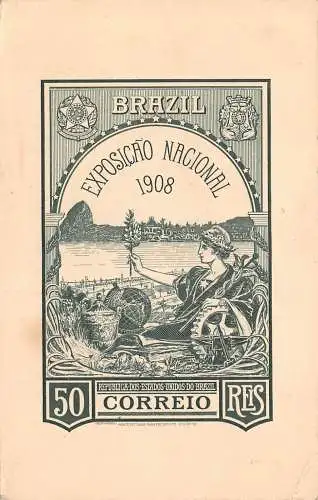 BRAZIL
EXPOSIÇÃO NACIONAL
1908
REPUBLICA·DOS·ESTADOS·UNIDOS·DO·BRAZIL
50 CORREIO REIS